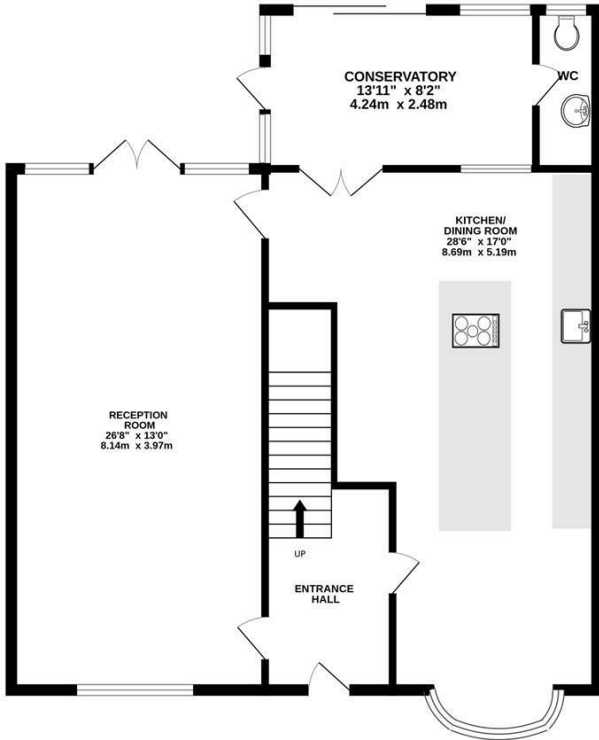 CONSERVATORY
13'11" x 8'2"
4.24m x 2.48m
WC
KITCHEN/
DINING ROOM
28'6" x 17'0"
8.69m x 5.19m
RECEPTION
ROOM
26'8" x 13'0"
8.14m x 3.97m
UP
ENTRANCE
HALL